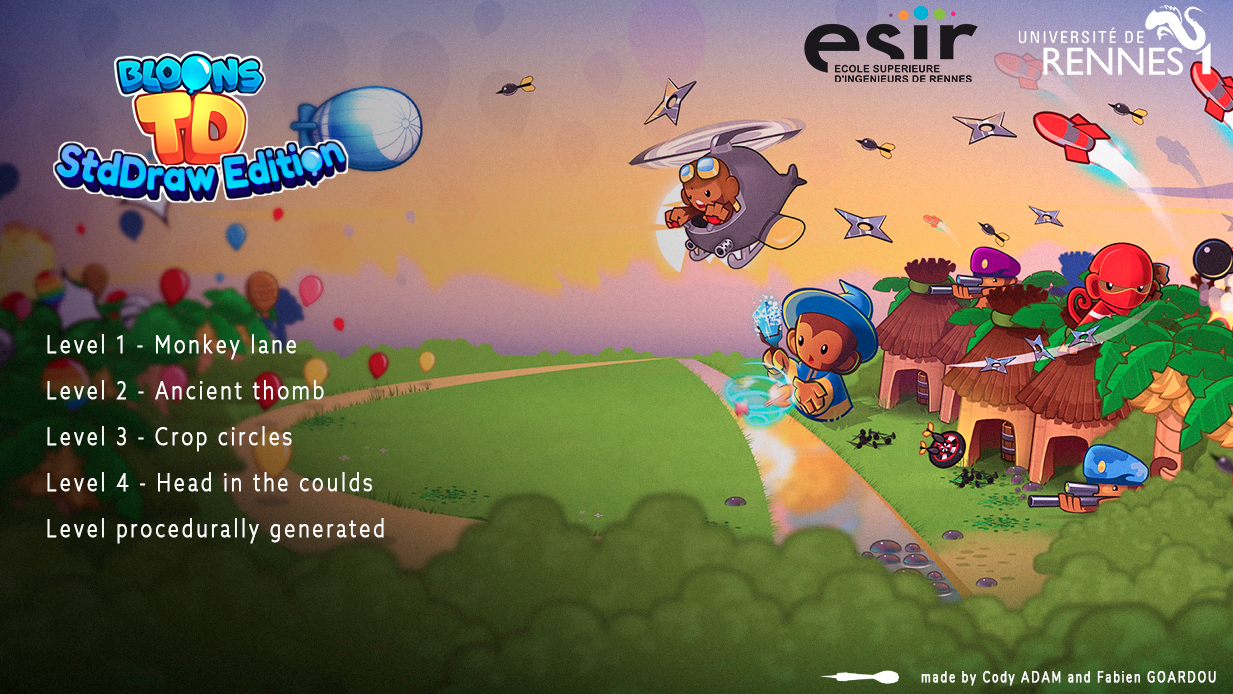 BLOONS
TD
StdDraw Edition
esir
ECOLE SUPERIEURE
D'INGENIEURS DE RENNES
UNIVERSITÉ DE
RENNES 1
Level 1 - Monkey lane
Level 2 - Ancient thomb
Level 3 - Crop circles
Level 4 - Head in the coulds
Level procedurally generated
made by Cody ADAM and Fabien GOARDOU